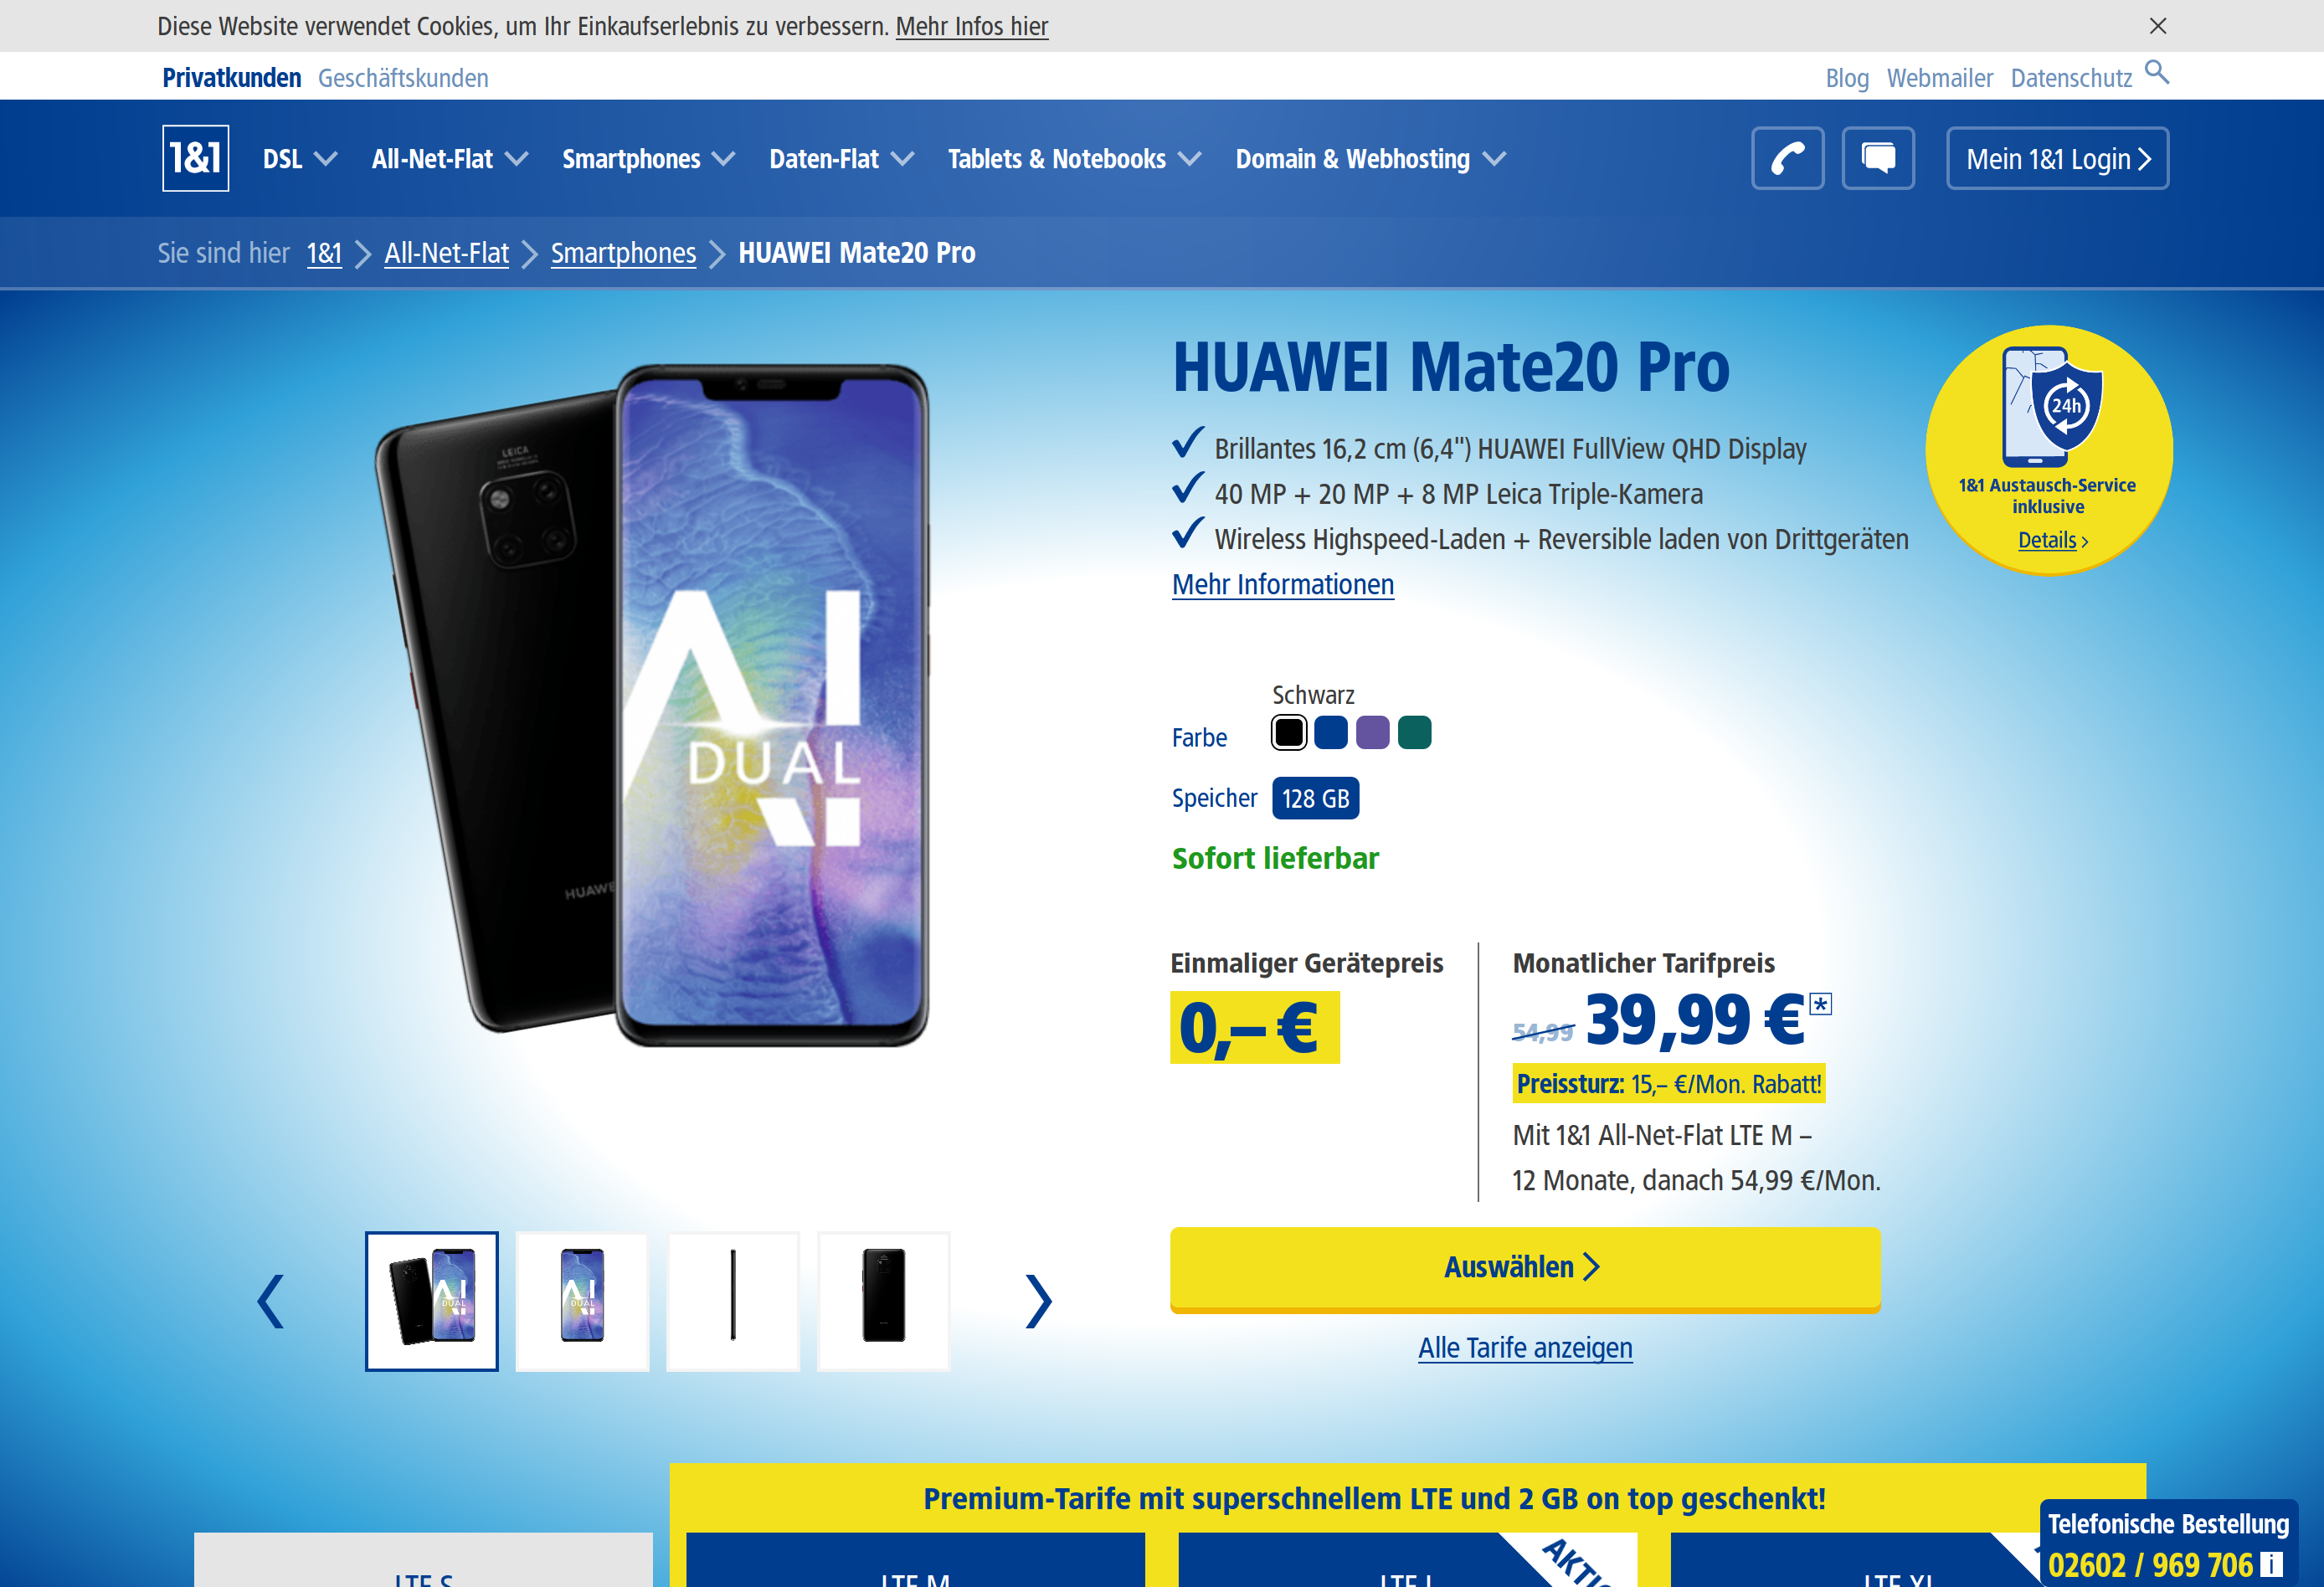 Diese Website verwendet Cookies, um Ihr Einkaufserlebnis zu verbessern. Mehr Infos hier
Privatkunden Geschäftskunden
Blog Webmailer Datenschutz
1&1 DSL All-Net-Flat Smartphones Daten-Flat Tablets & Notebooks Domain & Webhosting Mein 1&1 Login
Sie sind hier 1&1 All-Net-Flat Smartphones HUAWEI Mate20 Pro
HUAWEI Mate20 Pro
Brillantes 16,2 cm (6,4") HUAWEI FullView QHD Display
40 MP + 20 MP + 8 MP Leica Triple-Kamera
Wireless Highspeed-Laden + Reversible laden von Drittgeräten
Mehr Informationen
24h
1&1 Austausch-Service
inklusive
Details
LEICA
AI
DUAL
HUAWE
Schwarz
Farbe
Speicher 128 GB
Sofort lieferbar
Einmaliger Gerätepreis
0,– €
Monatlicher Tarifpreis
54,99 39,99 €*
Preissturz: 15,– €/Mon. Rabatt!
Mit 1&1 All-Net-Flat LTE M –
12 Monate, danach 54,99 €/Mon.
Auswählen
Alle Tarife anzeigen
AI
DUAL
AI
DUAL
Premium-Tarife mit superschnellem LTE und 2 GB on top geschenkt!
LTE S
LTE M
LTE L
LTE XL
Telefonische Bestellung
02602 / 969 706 i